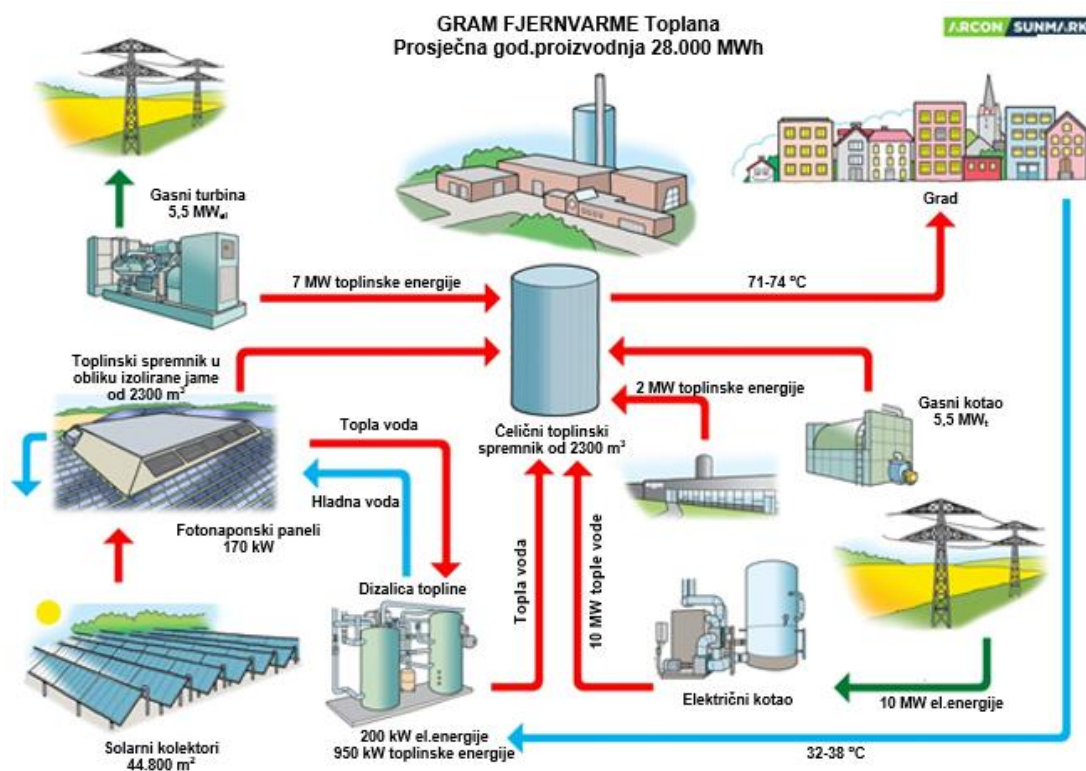 GRAM FJERNVARME Toplana
Prosječna god.proizvodnja 28.000 MWh
ARCON SUNMARK
Gasni turbina
5,5 MWel
7 MW toplinske energije
71-74 ºC
Grad
Toplinski spremnik u
obliku izolirane jame
od 2300 m³
2 MW toplinske energije
Gasni kotao
5,5 MWt
Topla voda
Čelični toplinski
spremnik od 2300 m³
Hladna voda
Fotonaponski paneli
170 kW
Dizalica topline
Topla voda
10 MW tople vode
Električni kotao
10 MW el.energije
Solarni kolektori
44.800 m²
200 kW el.energije
950 kW toplinske energije
32-38 ºC